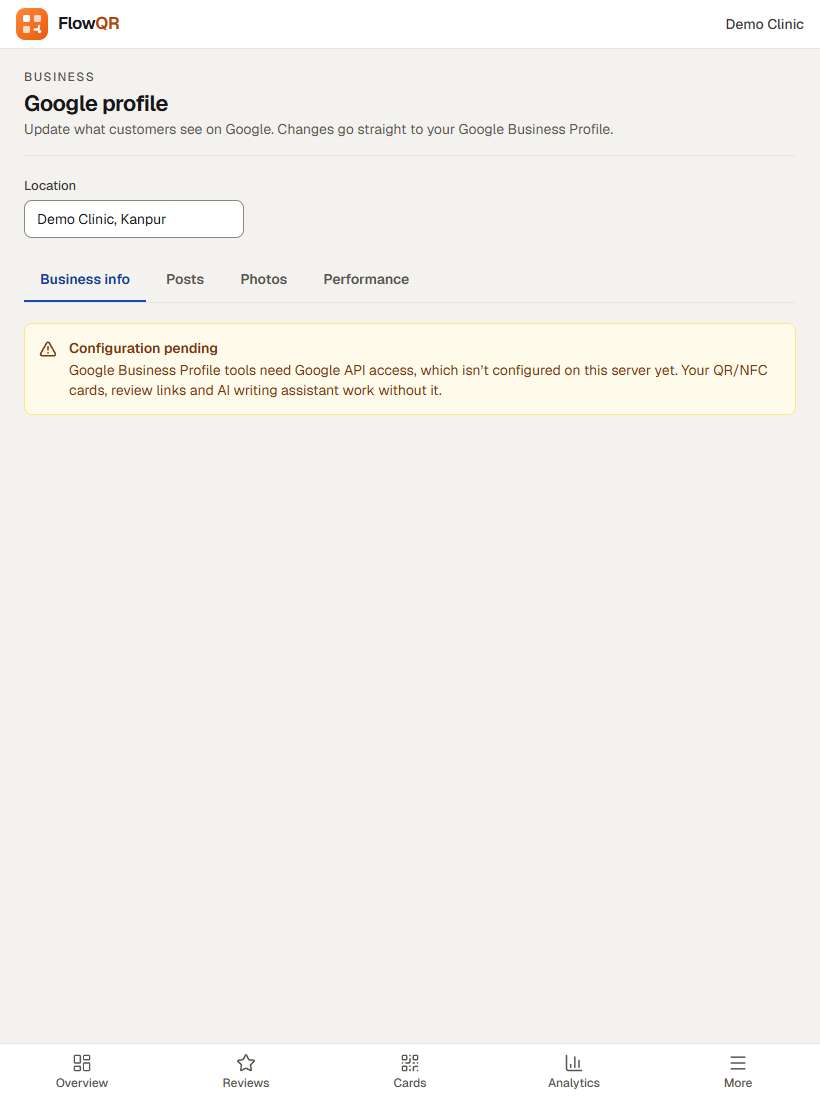 FlowQR
Demo Clinic
BUSINESS
Google profile
Update what customers see on Google. Changes go straight to your Google Business Profile.
Location
Demo Clinic, Kanpur
Business info
Posts
Photos
Performance
Configuration pending
Google Business Profile tools need Google API access, which isn’t configured on this server yet. Your QR/NFC
cards, review links and AI writing assistant work without it.
Overview
Reviews
Cards
Analytics
More